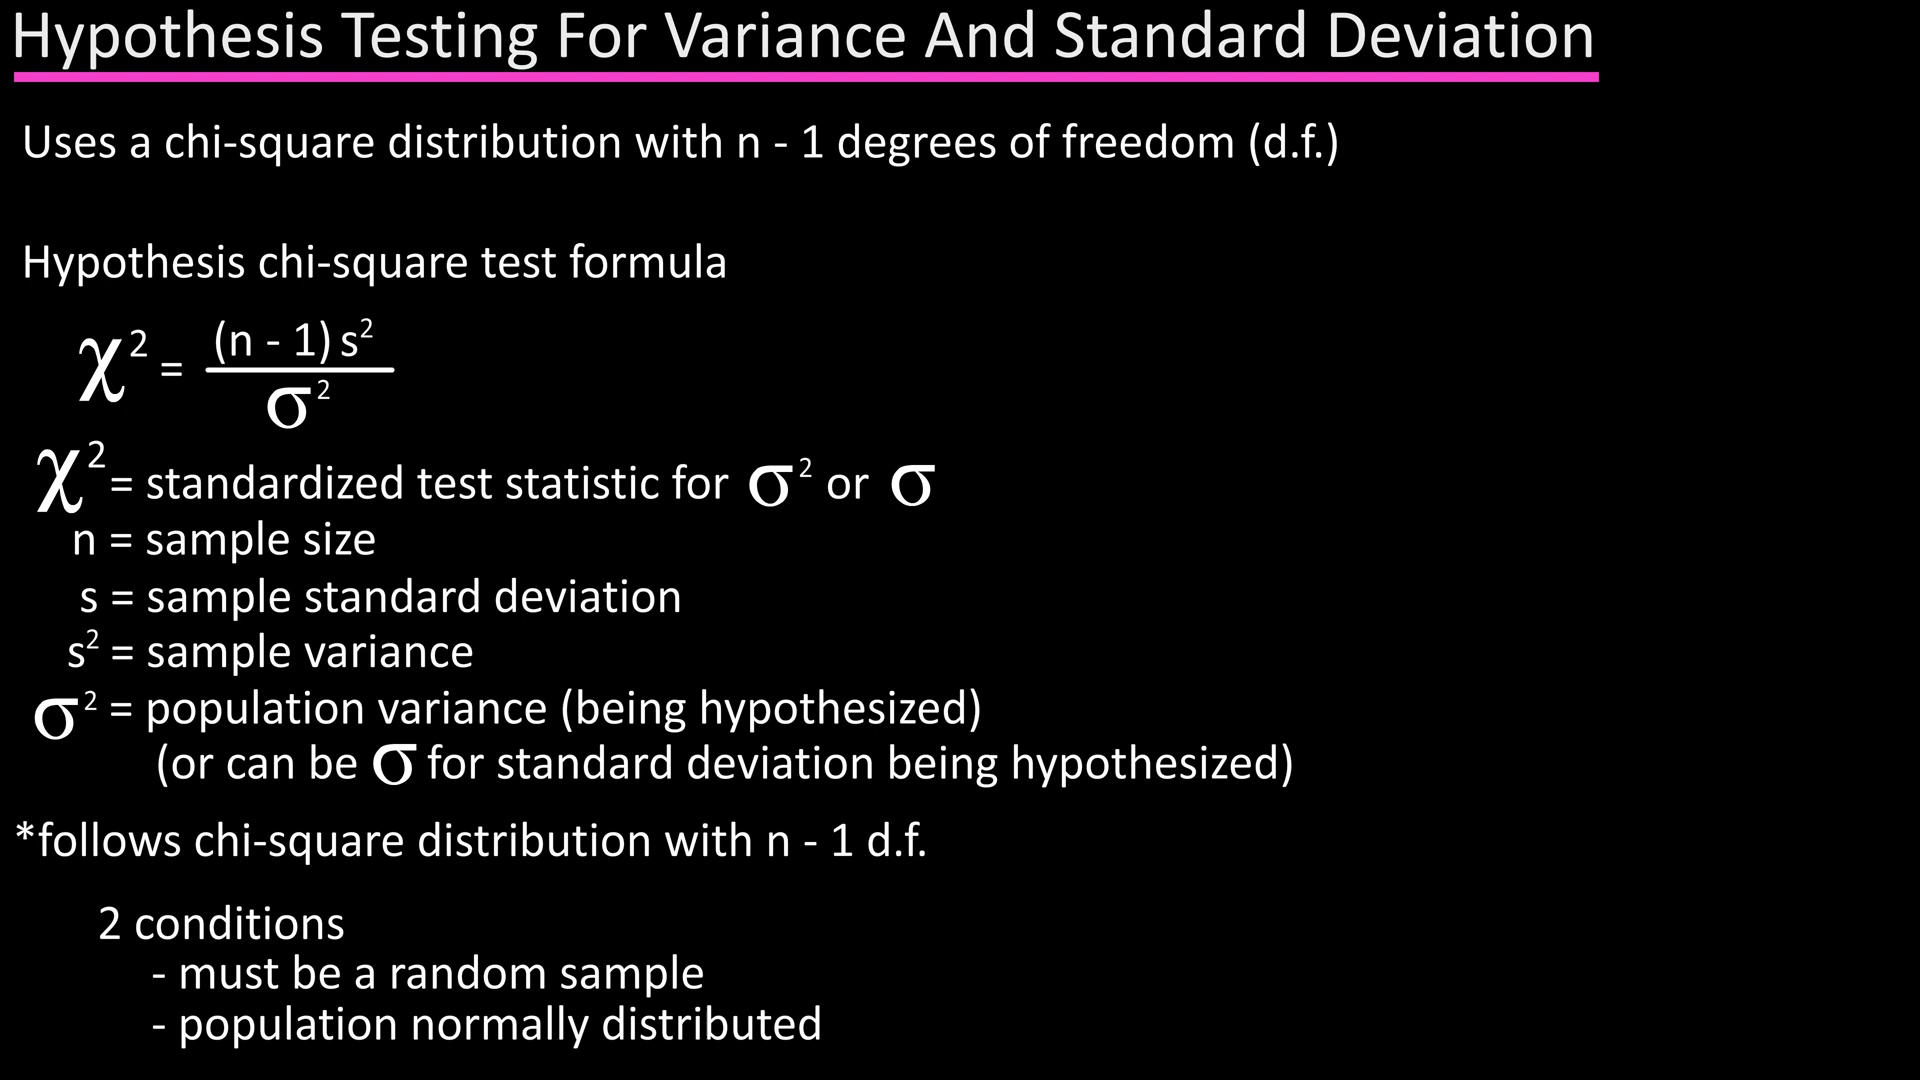 Hypothesis Testing For Variance And Standard Deviation
Uses a chi-square distribution with n - 1 degrees of freedom (d.f.)
Hypothesis chi-square test formula
χ² = (n - 1) s² / σ²
χ² = standardized test statistic for σ² or σ
n = sample size
s = sample standard deviation
s² = sample variance
σ² = population variance (being hypothesized)
(or can be σ for standard deviation being hypothesized)
*follows chi-square distribution with n - 1 d.f.
2 conditions
- must be a random sample
- population normally distributed